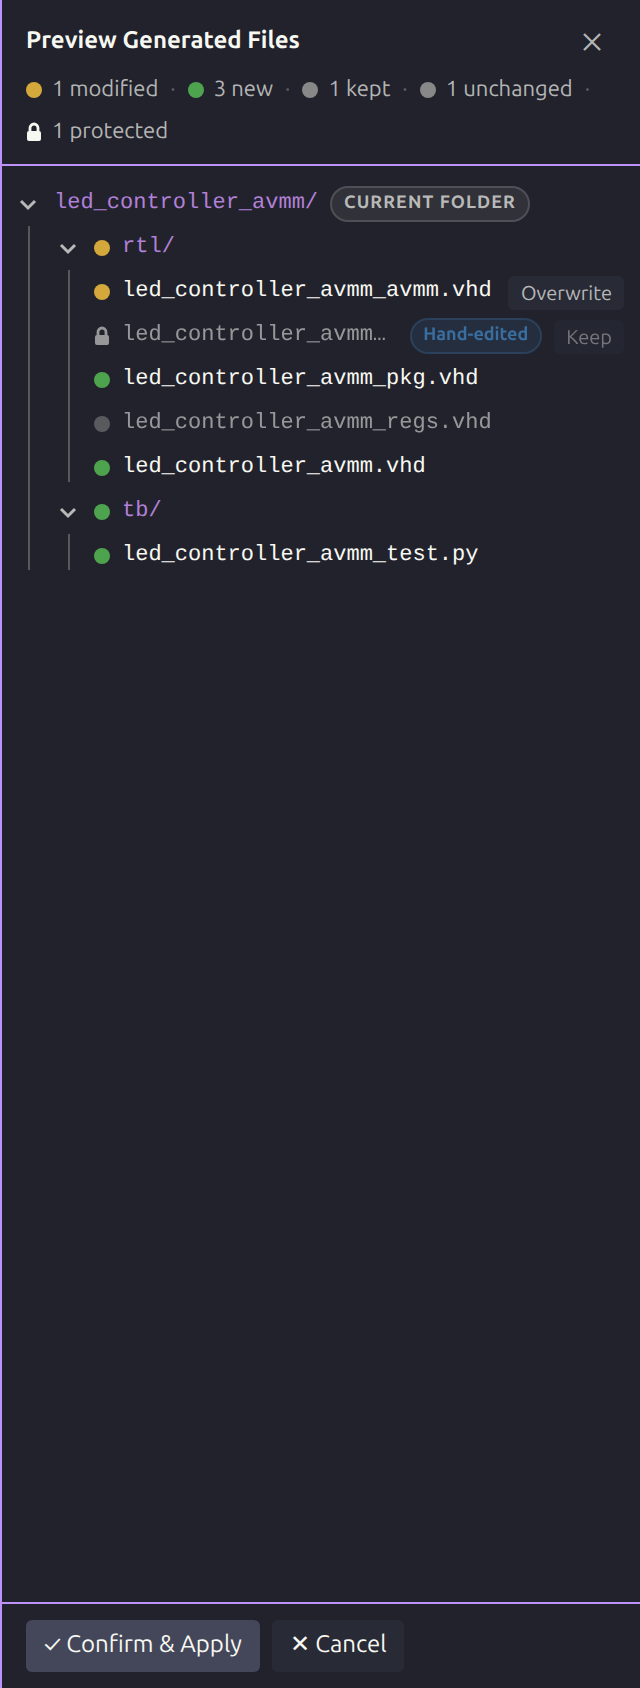 Preview Generated Files
1 modified · 3 new · 1 kept · 1 unchanged ·
1 protected
led_controller_avmm/ CURRENT FOLDER
rtl/
led_controller_avmm_avmm.vhd Overwrite
led_controller_avmm… Hand-edited Keep
led_controller_avmm_pkg.vhd
led_controller_avmm_regs.vhd
led_controller_avmm.vhd
tb/
led_controller_avmm_test.py
✓ Confirm & Apply ✕ Cancel